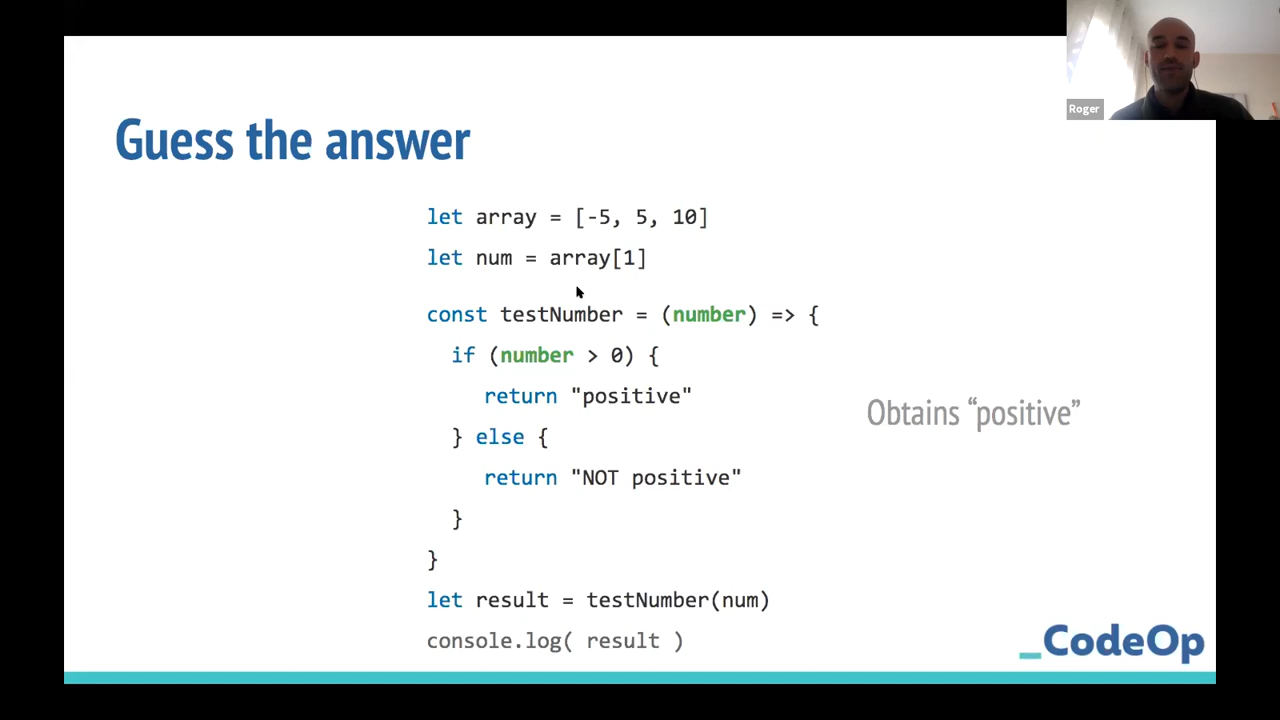 Roger
Guess the answer
let array = [-5, 5, 10]
let num = array[1]
const testNumber = (number) => {
if (number > 0) {
return "positive"
} else {
return "NOT positive"
}
}
let result = testNumber(num)
console.log( result )
Obtains “positive”
_CodeOp